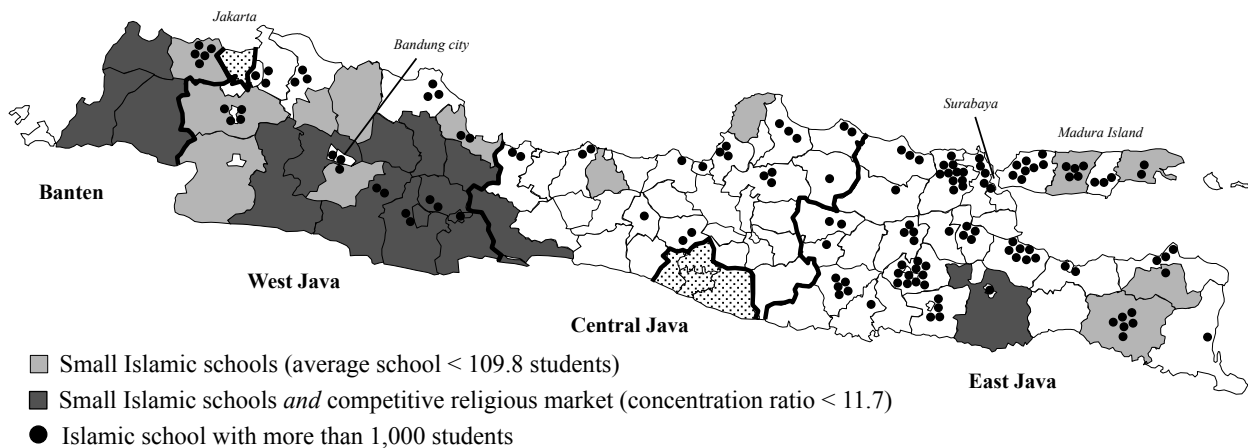 Jakarta
Bandung city
Surabaya
Madura Island
Banten
West Java
Central Java
East Java
Small Islamic schools (average school < 109.8 students)
Small Islamic schools and competitive religious market (concentration ratio < 11.7)
Islamic school with more than 1,000 students